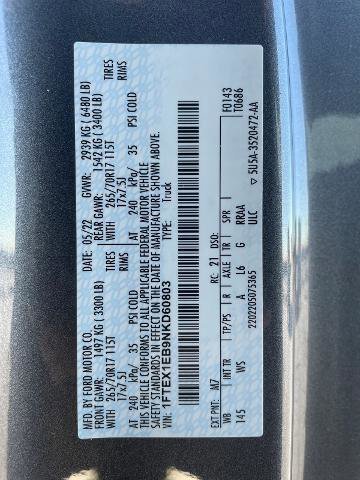 MFD. BY FORD MOTOR CO.
05/22
GVWR: 2939 KG ( 6480 LB)
FRONT GAWR: 1497 KG ( 3300 LB)
REAR GAWR: 1542 KG ( 3400 LB)
WITH 265/70R17 115T TIRES
WITH 265/70R17 115T TIRES
17x7.5J RIMS
17x7.5J RIMS
AT 240 kPa/ 35 PSI COLD
AT 240 kPa/ 35 PSI COLD
THIS VEHICLE CONFORMS TO ALL APPLICABLE FEDERAL MOTOR VEHICLE
SAFETY STANDARDS IN EFFECT ON THE DATE OF MANUFACTURE SHOWN ABOVE.
VIN: 1FTEX1EB9NKD60803
TYPE: Truck
F0143
T0686
EXT PNT: M7
RC: 21
DSO:
WB
INT TR
TP/PS
R
AXLE
TR
SPR
145
WS
A
L6
G
RRAA
2202205075365
ULC
5U5A-3520472-AA